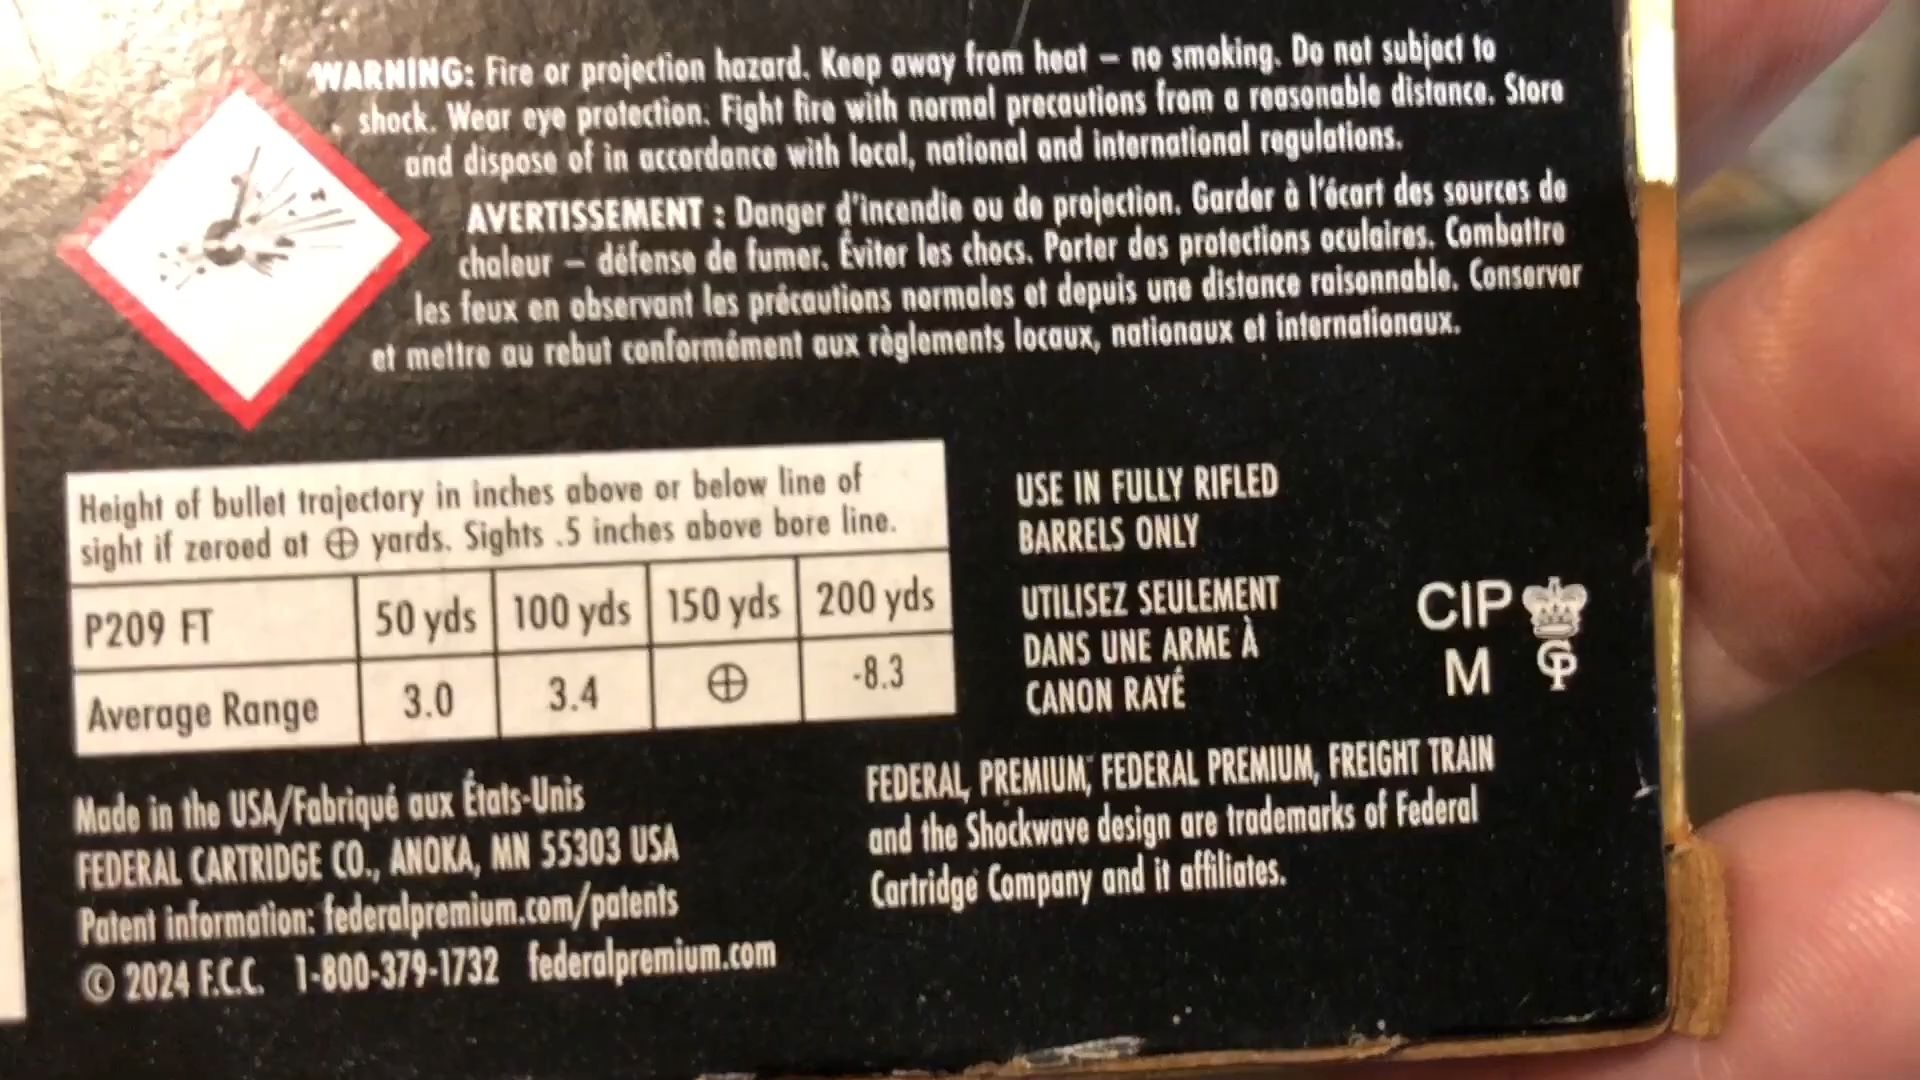 WARNING: Fire or projection hazard. Keep away from heat – no smoking. Do not subject to
shock. Wear eye protection. Fight fire with normal precautions from a reasonable distance. Store
and dispose of in accordance with local, national and international regulations.
AVERTISSEMENT : Danger d'incendie ou de projection. Garder à l'écart des sources de
chaleur – défense de fumer. Éviter les chocs. Porter des protections oculaires. Combattre
les feux en observant les précautions normales et depuis une distance raisonnable. Conserver
et mettre au rebut conformément aux règlements locaux, nationaux et internationaux.
Height of bullet trajectory in inches above or below line of
sight if zeroed at ⊕ yards. Sights .5 inches above bore line.
P209 FT 50 yds 100 yds 150 yds 200 yds
Average Range 3.0 3.4 ⊕ -8.3
USE IN FULLY RIFLED
BARRELS ONLY
UTILISEZ SEULEMENT
DANS UNE ARME À
CANON RAYÉ
CIP
M GP
Made in the USA/Fabriqué aux États-Unis
FEDERAL CARTRIDGE CO., ANOKA, MN 55303 USA
Patent information: federalpremium.com/patents
© 2024 F.C.C. 1-800-379-1732 federalpremium.com
FEDERAL, PREMIUM, FEDERAL PREMIUM, FREIGHT TRAIN
and the Shockwave design are trademarks of Federal
Cartridge Company and it affiliates.